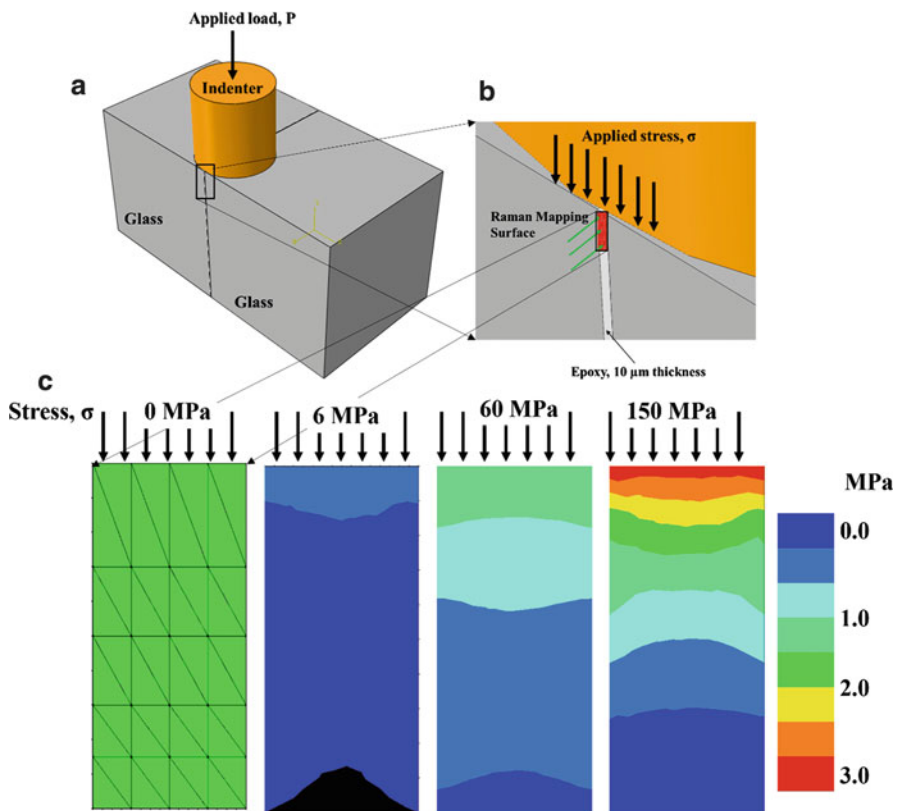 Applied load, P
a
Indenter
Glass
Glass
b
Applied stress, σ
Raman Mapping
Surface
Epoxy, 10 µm thickness
c
Stress, σ
0 MPa
6 MPa
60 MPa
150 MPa
MPa
0.0
1.0
2.0
3.0